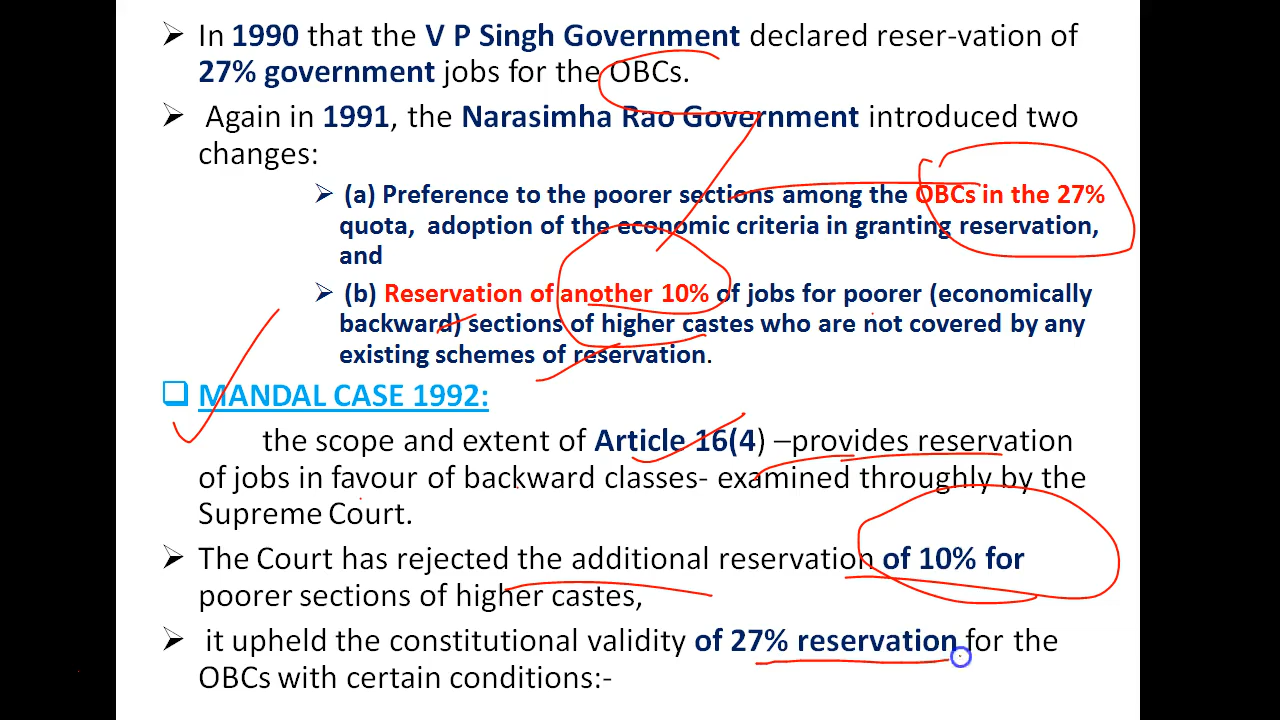 ➢ In 1990 that the V P Singh Government declared reser-vation of
27% government jobs for the OBCs.
➢ Again in 1991, the Narasimha Rao Government introduced two
changes:
➢ (a) Preference to the poorer sections among the OBCs in the 27%
quota, adoption of the economic criteria in granting reservation,
and
➢ (b) Reservation of another 10% of jobs for poorer (economically
backward) sections of higher castes who are not covered by any
existing schemes of reservation.
❑ MANDAL CASE 1992:
the scope and extent of Article 16(4) –provides reservation
of jobs in favour of backward classes- examined throughly by the
Supreme Court.
➢ The Court has rejected the additional reservation of 10% for
poorer sections of higher castes,
➢ it upheld the constitutional validity of 27% reservation for the
OBCs with certain conditions:-